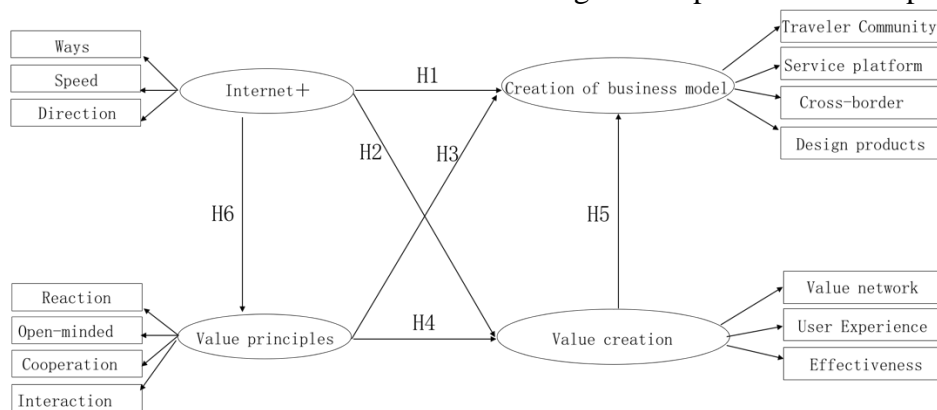 Ways
Speed
Direction
Internet+
H1
Creation of business model
Traveler Community
Service platform
Cross-border
Design products
H2
H3
H6
H5
Reaction
Open-minded
Cooperation
Interaction
Value principles
H4
Value creation
Value network
User Experience
Effectiveness